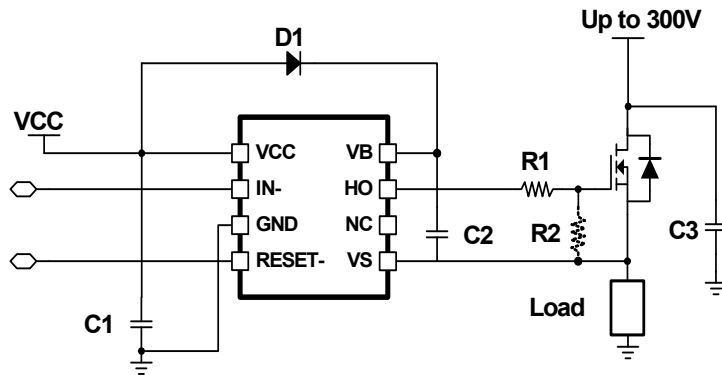 Up to 300V
D1
VCC
VCC VB
R1
IN- HO
GND NC
R2
C2
C3
RESET- VS
Load
C1